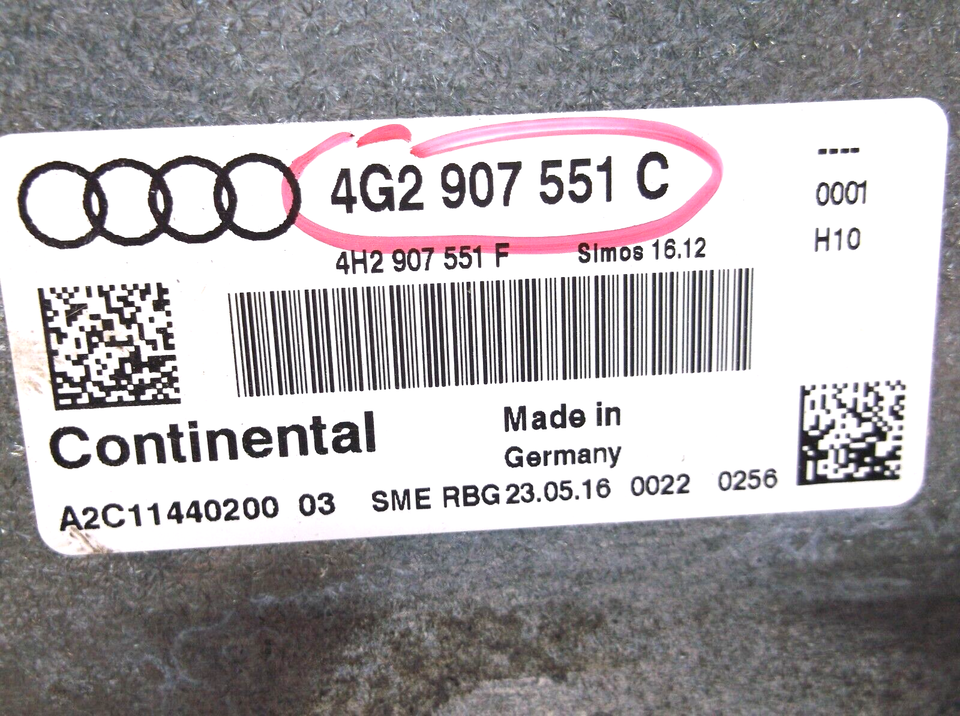 4G2 907 551 C
----
0001
4H2 907 551 F Simos 16.12
H10
Continental
Made in
Germany
A2C11440200 03 SME RBG 23.05.16 0022 0256